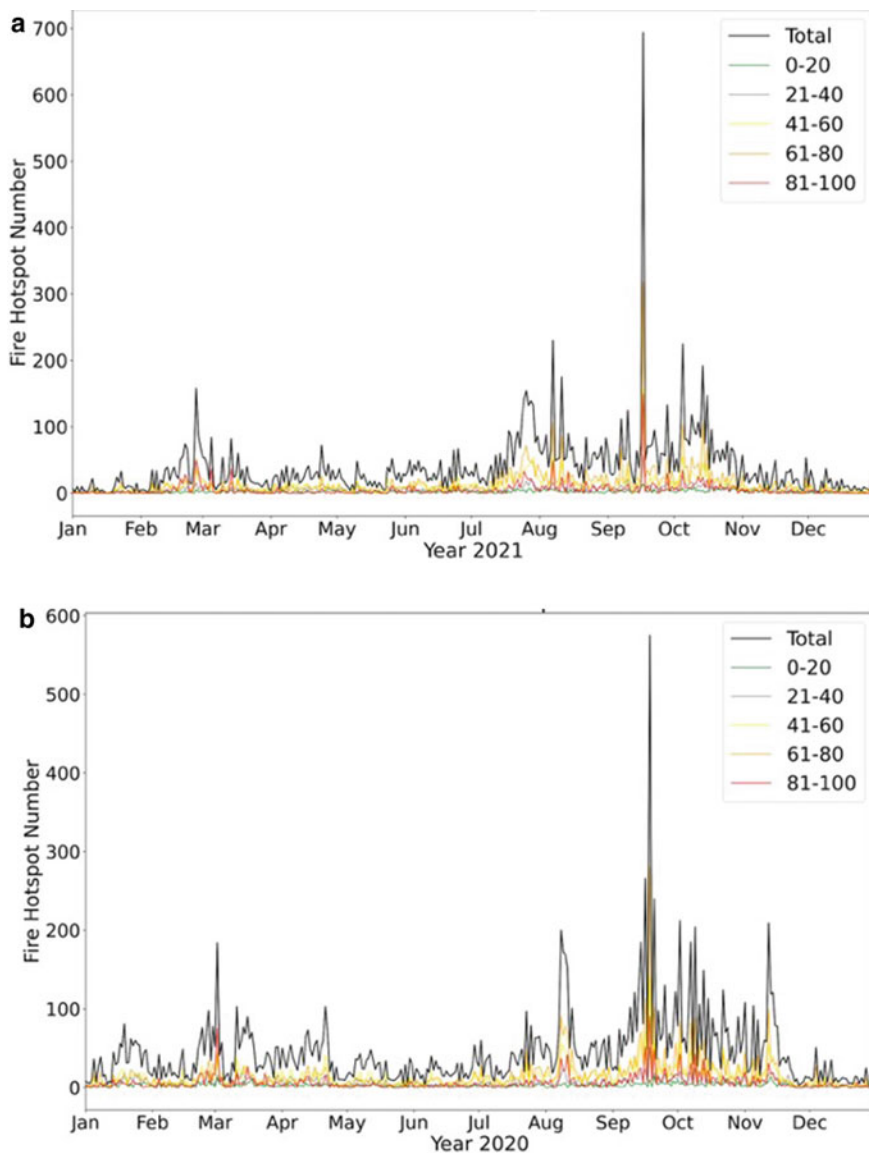 a
700
600
500
400
300
200
100
0
Fire Hotspot Number
Total
0-20
21-40
41-60
61-80
81-100
Jan Feb Mar Apr May Jun Jul Aug Sep Oct Nov Dec
Year 2021
b
600
500
400
300
200
100
0
Fire Hotspot Number
Total
0-20
21-40
41-60
61-80
81-100
Jan Feb Mar Apr May Jun Jul Aug Sep Oct Nov Dec
Year 2020